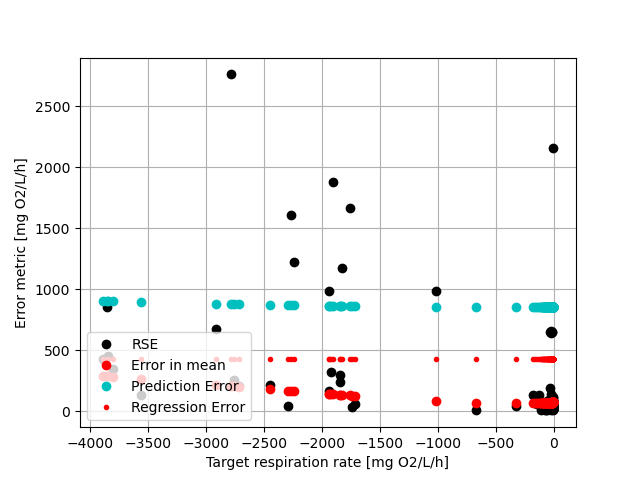 2500
2000
1500
1000
500
0
Error metric [mg O2/L/h]
RSE
Error in mean
Prediction Error
Regression Error
−4000 −3500 −3000 −2500 −2000 −1500 −1000 −500 0
Target respiration rate [mg O2/L/h]